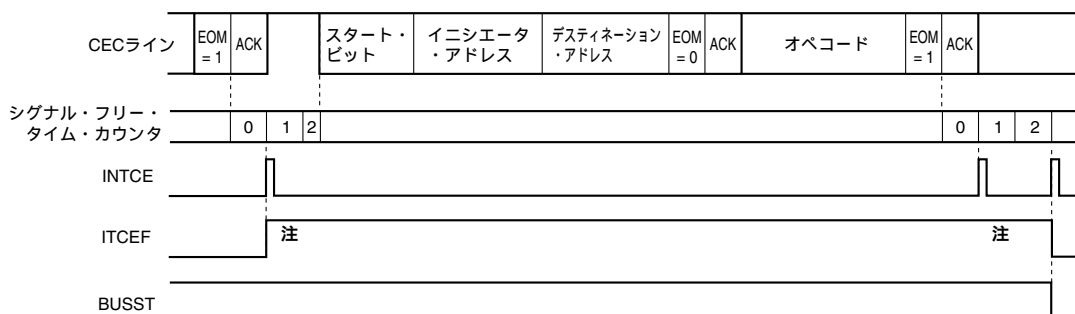 CECライン
EOM
= 1
ACK
スタート・
ビット
イニシエータ
・アドレス
デスティネーション
・アドレス
EOM
= 0
ACK
オペコード
EOM
= 1
ACK
シグナル・フリー・
タイム・カウンタ
0 1 2 0 1 2
INTCE
ITCEF
注 注
BUSST